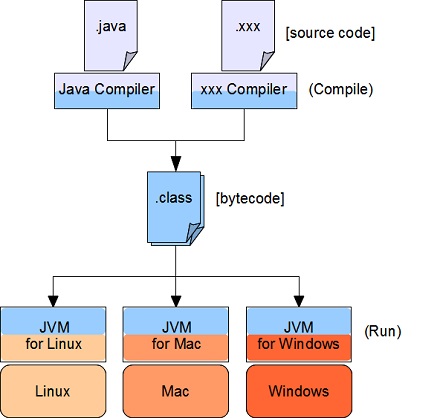 .java
.xxx
[source code]
Java Compiler
xxx Compiler
(Compile)
.class
[bytecode]
JVM
for Linux
JVM
for Mac
JVM
for Windows
(Run)
Linux
Mac
Windows